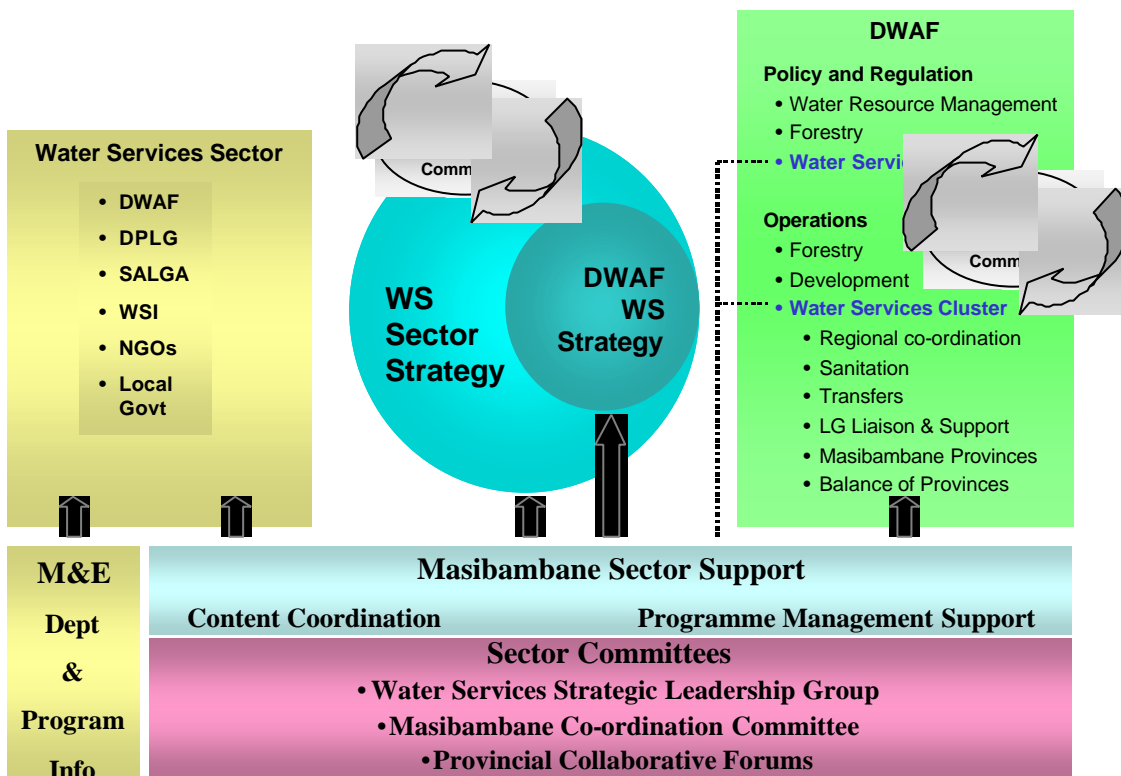 Water Services Sector
• DWAF
• DPLG
• SALGA
• WSI
• NGOs
• Local
Govt
WS
Sector
Strategy
DWAF
WS
Strategy
DWAF
Policy and Regulation
• Water Resource Management
• Forestry
• Water
Operations
• Forestry
• Development
• Water Services Cluster
• Regional co-ordination
• Sanitation
• Transfers
• LG Liaison & Support
• Masibambane Provinces
• Balance of Provinces
M&E
Dept
&
Program
Info
Masibambane Sector Support
Content Coordination Programme Management Support
Sector Committees
• Water Services Strategic Leadership Group
• Masibambane Co-ordination Committee
• Provincial Collaborative Forums